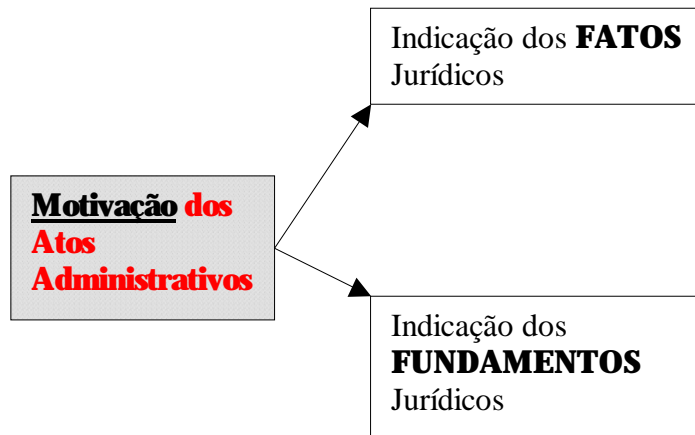 Indicação dos FATOS
Jurídicos
Motivação dos
Atos
Administrativos
Indicação dos
FUNDAMENTOS
Jurídicos